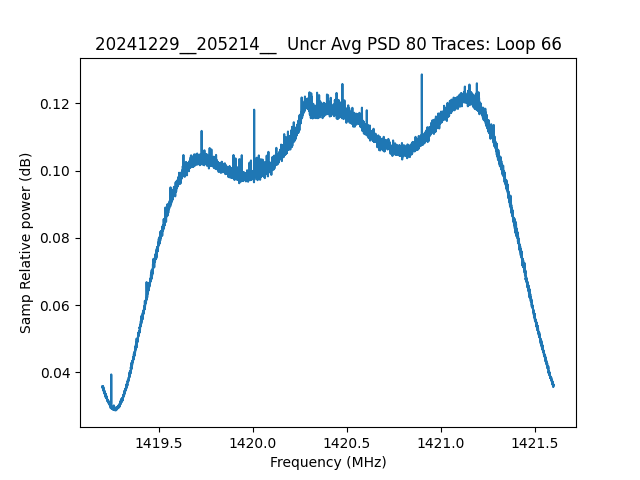 20241229__205214__  Uncr Avg PSD 80 Traces: Loop 66
Samp Relative power (dB)
0.12
0.10
0.08
0.06
0.04
1419.5 1420.0 1420.5 1421.0 1421.5
Frequency (MHz)